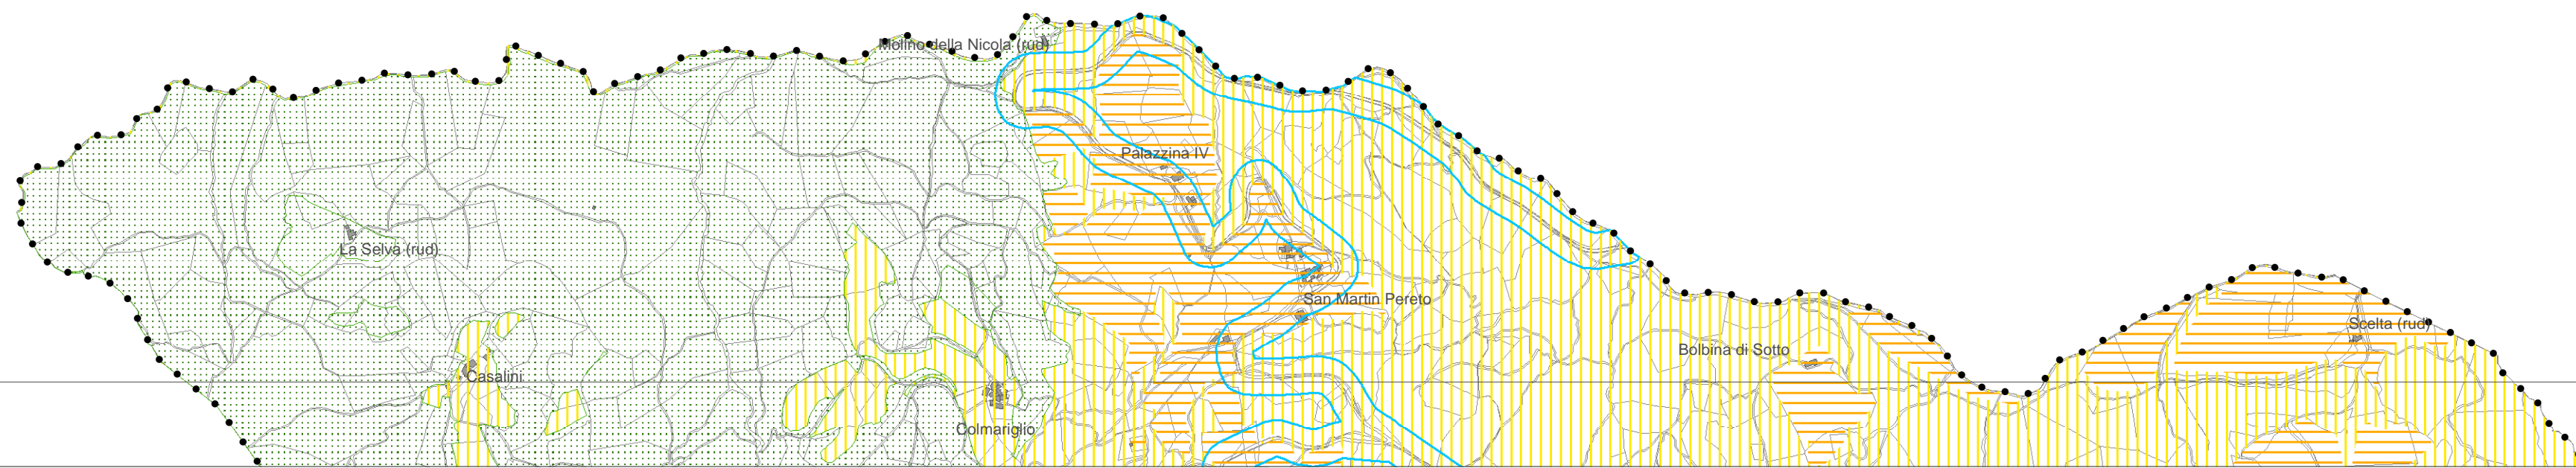 Molino della Nicola (rud)
Palazzina IV
La Selva (rud)
San Martin Pereto
Scelta (rud)
Bolbina di Sotto
Casalini
Colmariglio